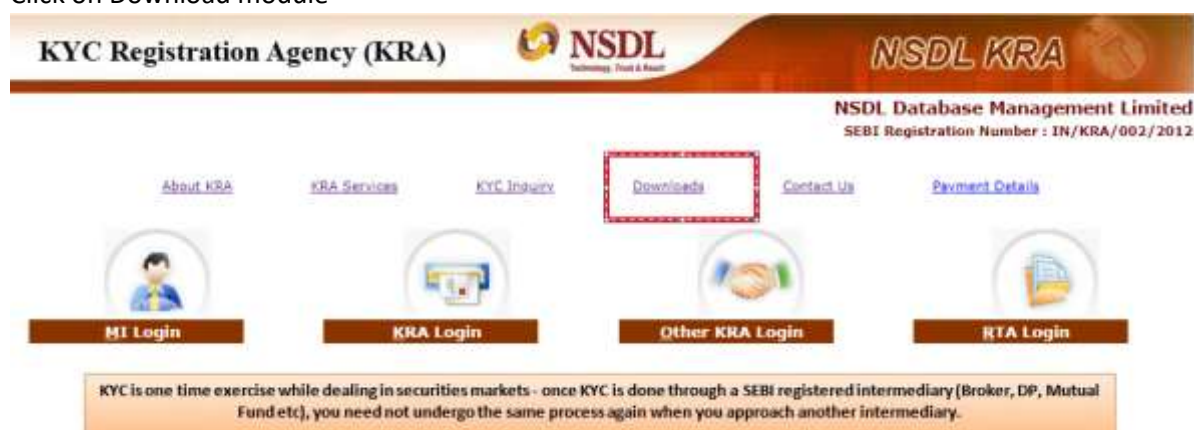 Click on Download module
KYC Registration Agency (KRA)
NSDL
Technology, Trust & Reach
NSDL KRA
NSDL Database Management Limited
SEBI Registration Number : IN/KRA/002/2012
About KRA
KRA Services
KYC Inquiry
Downloads
Contact Us
Payment Details
MI Login
KRA Login
Other KRA Login
RTA Login
KYC is one time exercise while dealing in securities markets - once KYC is done through a SEBI registered intermediary (Broker, DP, Mutual
Fund etc), you need not undergo the same process again when you approach another intermediary.